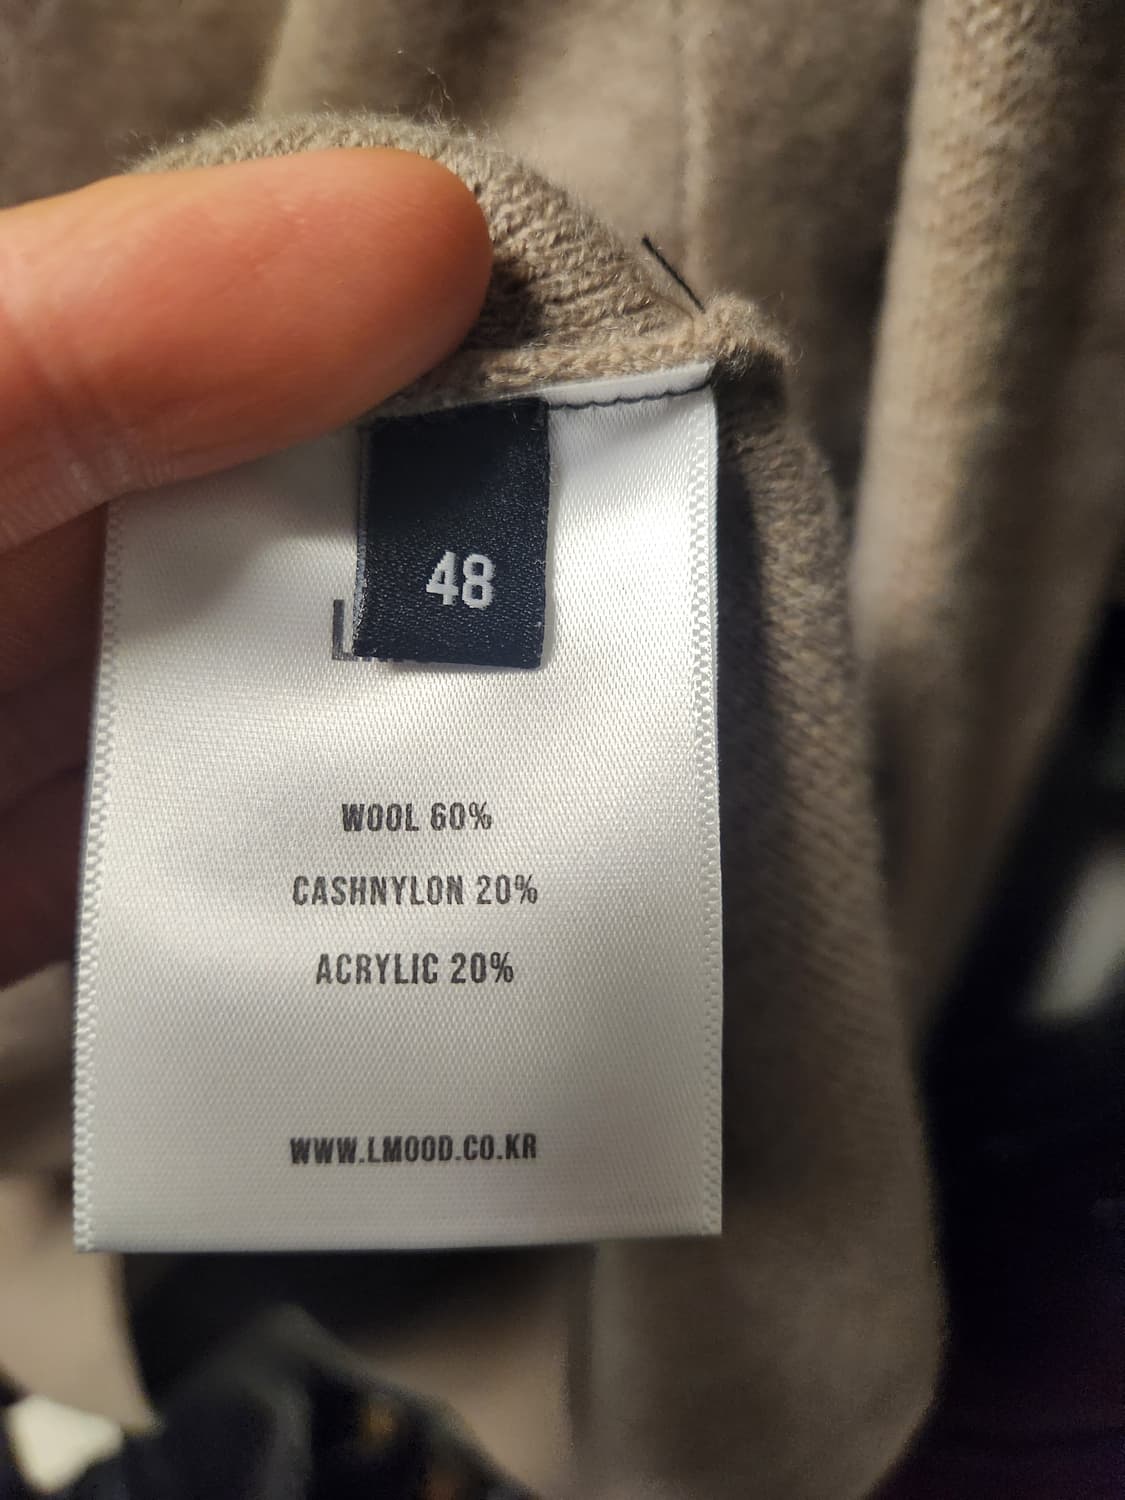 48
WOOL 60%
CASHNYLON 20%
ACRYLIC 20%
WWW.LMOOD.CO.KR